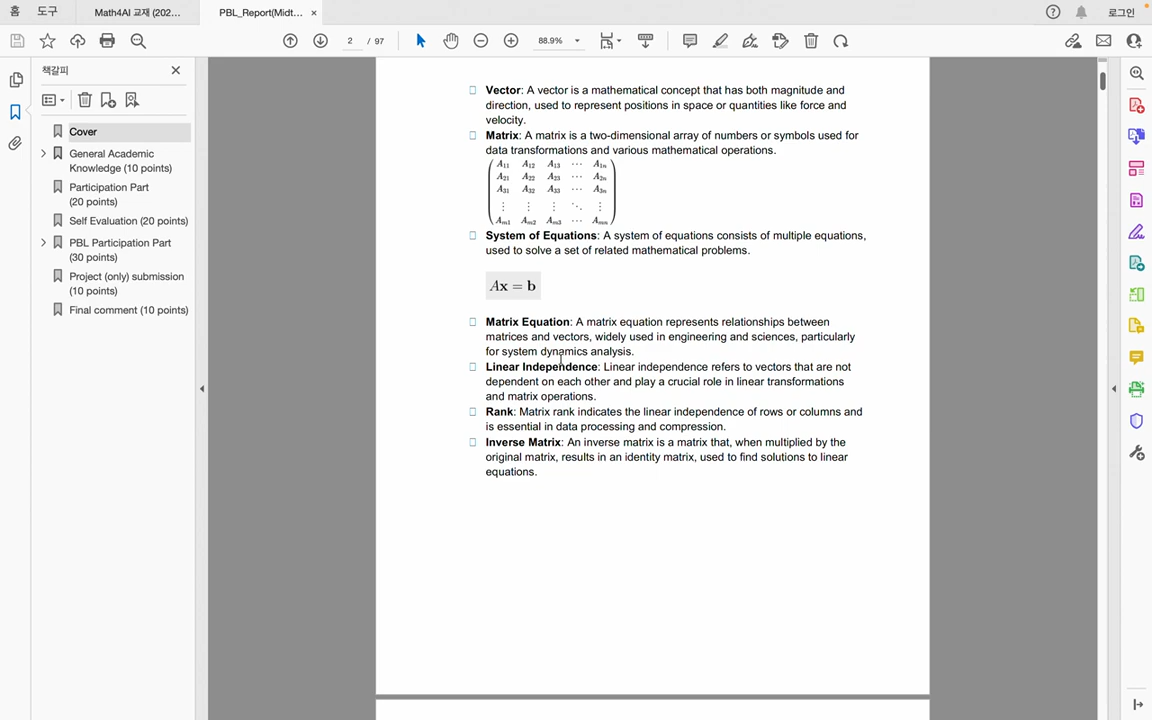 홈
도구
Math4AI 교재 (202...
PBL_Report(Midt...
로그인
2 / 97
88.9%
책갈피
Cover
General Academic
Knowledge (10 points)
Participation Part
(20 points)
Self Evaluation (20 points)
PBL Participation Part
(30 points)
Project (only) submission
(10 points)
Final comment (10 points)
Vector: A vector is a mathematical concept that has both magnitude and
direction, used to represent positions in space or quantities like force and
velocity.
Matrix: A matrix is a two-dimensional array of numbers or symbols used for
data transformations and various mathematical operations.
A₁₁ A₁₂ A₁₃ ⋯ A₁ₙ
A₂₁ A₂₂ A₂₃ ⋯ A₂ₙ
A₃₁ A₃₂ A₃₃ ⋯ A₃ₙ
⋮ ⋮ ⋮ ⋱ ⋮
Aₘ₁ Aₘ₂ Aₘ₃ ⋯ Aₘₙ
System of Equations: A system of equations consists of multiple equations,
used to solve a set of related mathematical problems.
Ax = b
Matrix Equation: A matrix equation represents relationships between
matrices and vectors, widely used in engineering and sciences, particularly
for system dynamics analysis.
Linear Independence: Linear independence refers to vectors that are not
dependent on each other and play a crucial role in linear transformations
and matrix operations.
Rank: Matrix rank indicates the linear independence of rows or columns and
is essential in data processing and compression.
Inverse Matrix: An inverse matrix is a matrix that, when multiplied by the
original matrix, results in an identity matrix, used to find solutions to linear
equations.